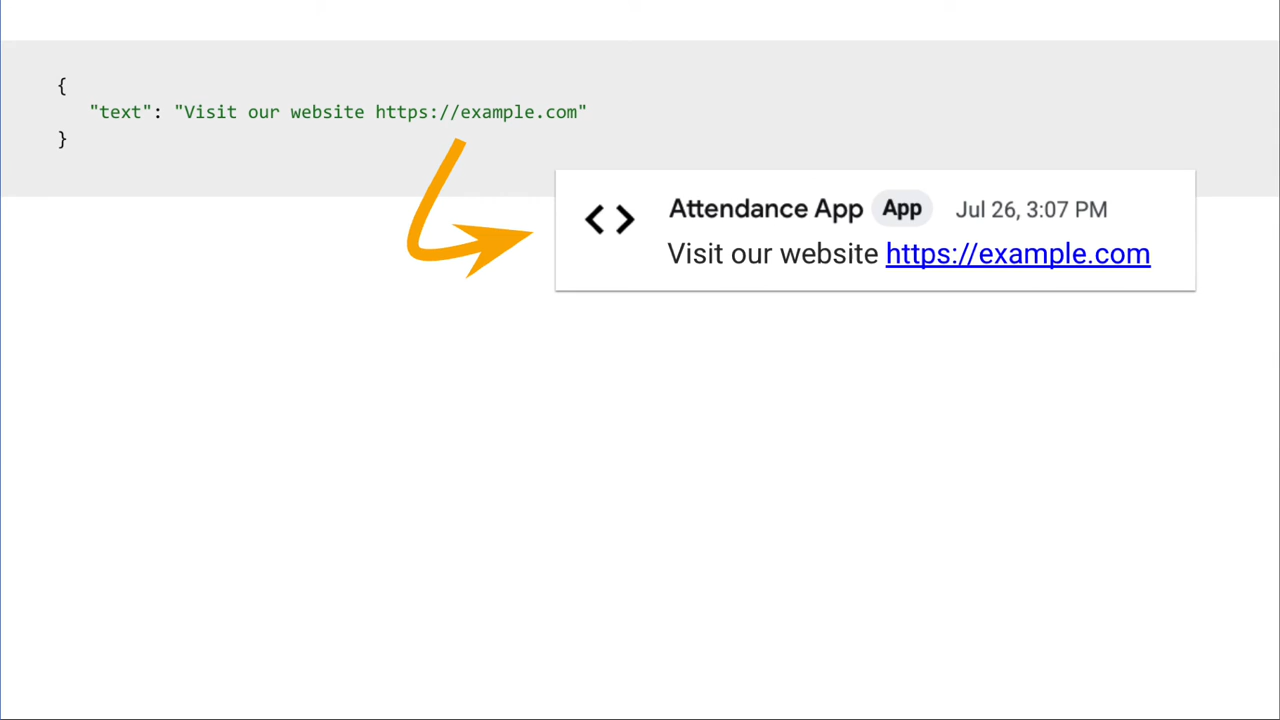 {
"text": "Visit our website https://example.com"
}
Attendance App App Jul 26, 3:07 PM
Visit our website https://example.com